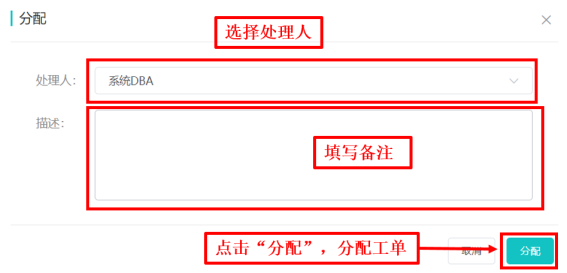 分配
选择处理人
处理人：
系统DBA
描述：
填写备注
点击“分配”，分配工单
取消
分配